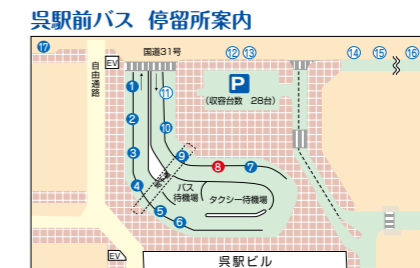 呉駅前バス 停留所案内
⑰
国道31号
⑫ ⑬
⑭ ⑮ ⑯
EV
自由通路
P
(収容台数 28台)
①
⑪
②
⑩
③
⑨
⑧
⑦
④
バス
待機場
タクシー待機場
⑤
⑥
EV
呉駅ビル